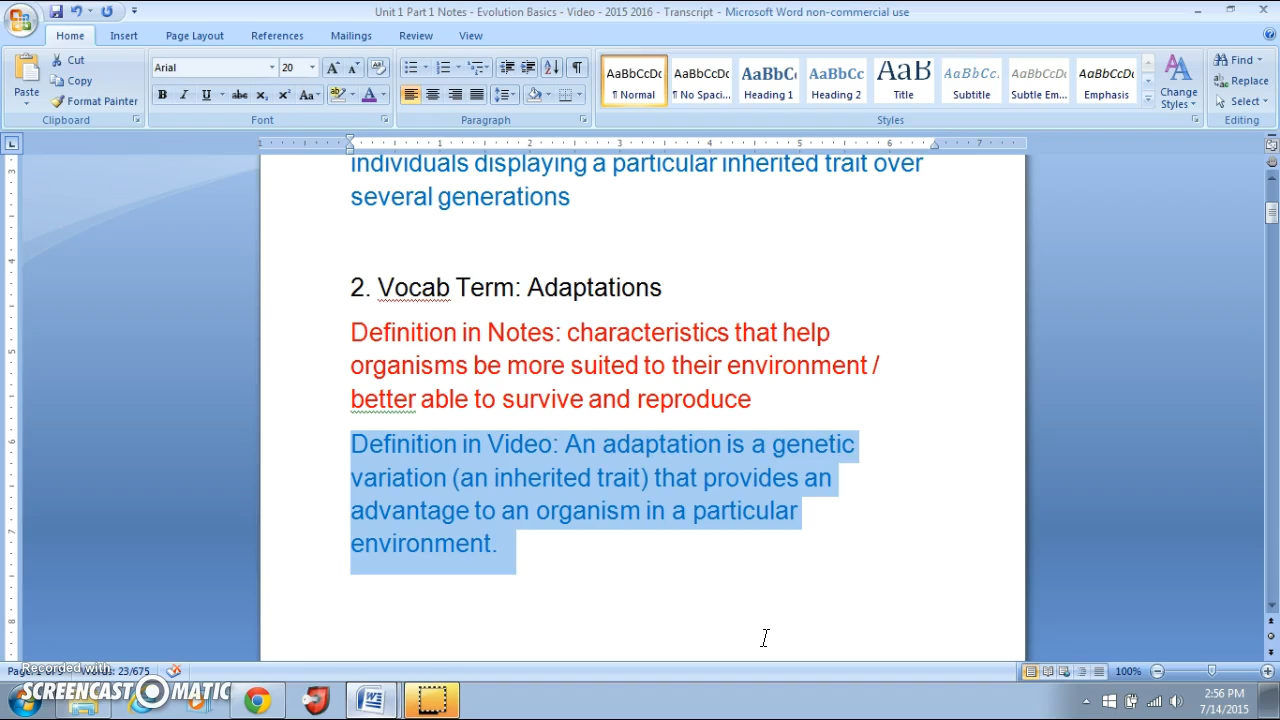 Unit 1 Part 1 Notes - Evolution Basics - Video - 2015 2016 - Transcript - Microsoft Word non-commercial use
Home Insert Page Layout References Mailings Review View
Paste
Cut
Copy
Format Painter
Clipboard
Arial 20
Font
Paragraph
AaBbCcDc AaBbCcDc AaBbCc AaBbCc AaB AaBbCc. AaBbCcDc AaBbCcDc
¶ Normal ¶ No Spaci... Heading 1 Heading 2 Title Subtitle Subtle Em... Emphasis
Change Styles
Styles
Find
Replace
Select
Editing
individuals displaying a particular inherited trait over
several generations
2. Vocab Term: Adaptations
Definition in Notes: characteristics that help
organisms be more suited to their environment /
better able to survive and reproduce
Definition in Video: An adaptation is a genetic
variation (an inherited trait) that provides an
advantage to an organism in a particular
environment.
Words: 23/675
100%
Recorded with
SCREENCAST MATIC
2:56 PM
7/14/2015